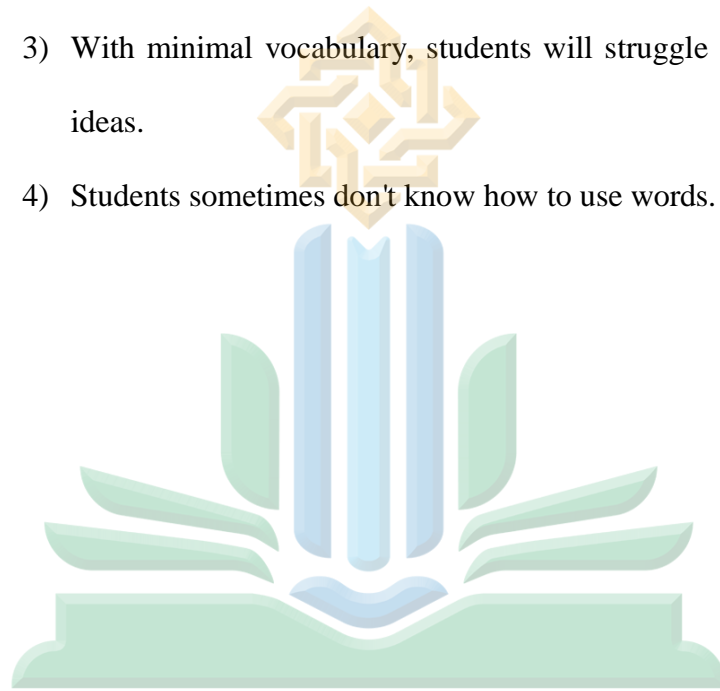 3) With minimal vocabulary, students will struggle
ideas.
4) Students sometimes don't know how to use words.